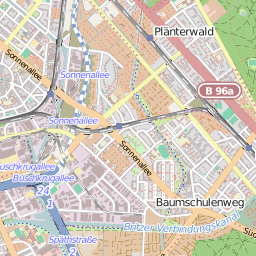 Plänterwald
Sonnenallee
Sonnenallee
B 96a
Sonnenallee
Sonnenallee
Buschkrugallee
Buschkrugallee
24
1
Baumschulenweg
Britzer Verbindungskanal
Späthstraße